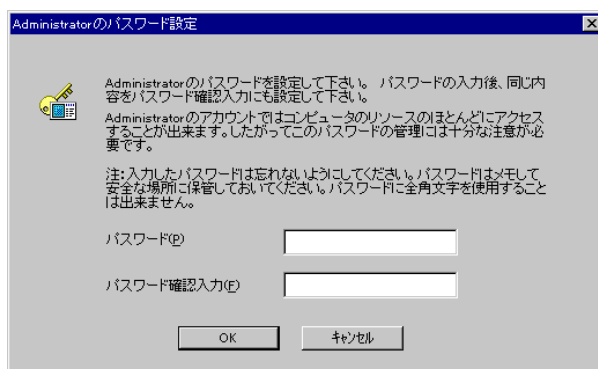 Administratorのパスワード設定
Administratorのパスワードを設定して下さい。 パスワードの入力後、同じ内
容をパスワード確認入力にも設定して下さい。
Administratorのアカウントではコンピュータのリソースのほとんどにアクセス
することが出来ます。したがってこのパスワードの管理には十分な注意が必
要です。
注:入力したパスワードは忘れないようにしてください。パスワードはメモして
安全な場所に保管しておいてください。パスワードに全角文字を使用すること
は出来ません。
パスワード(P)
パスワード確認入力(F)
OK
キャンセル